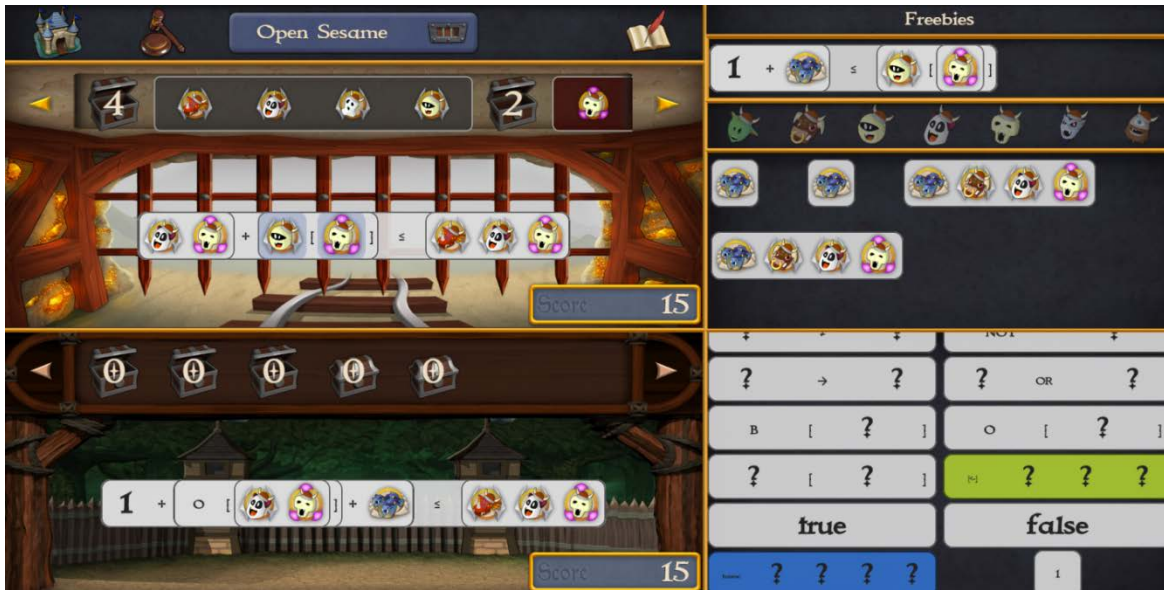 Open Sesame
4 2
+ [ ] ≤
Score 15
Freebies
1 + ≤ [ ]
0 0 0 0 0
1 + O [ ] + ≤
Score 15
? → ?
? OR ?
B [ ? ]
O [ ? ]
? [ ? ]
? ? ?
true
false
? ? ? ?
1